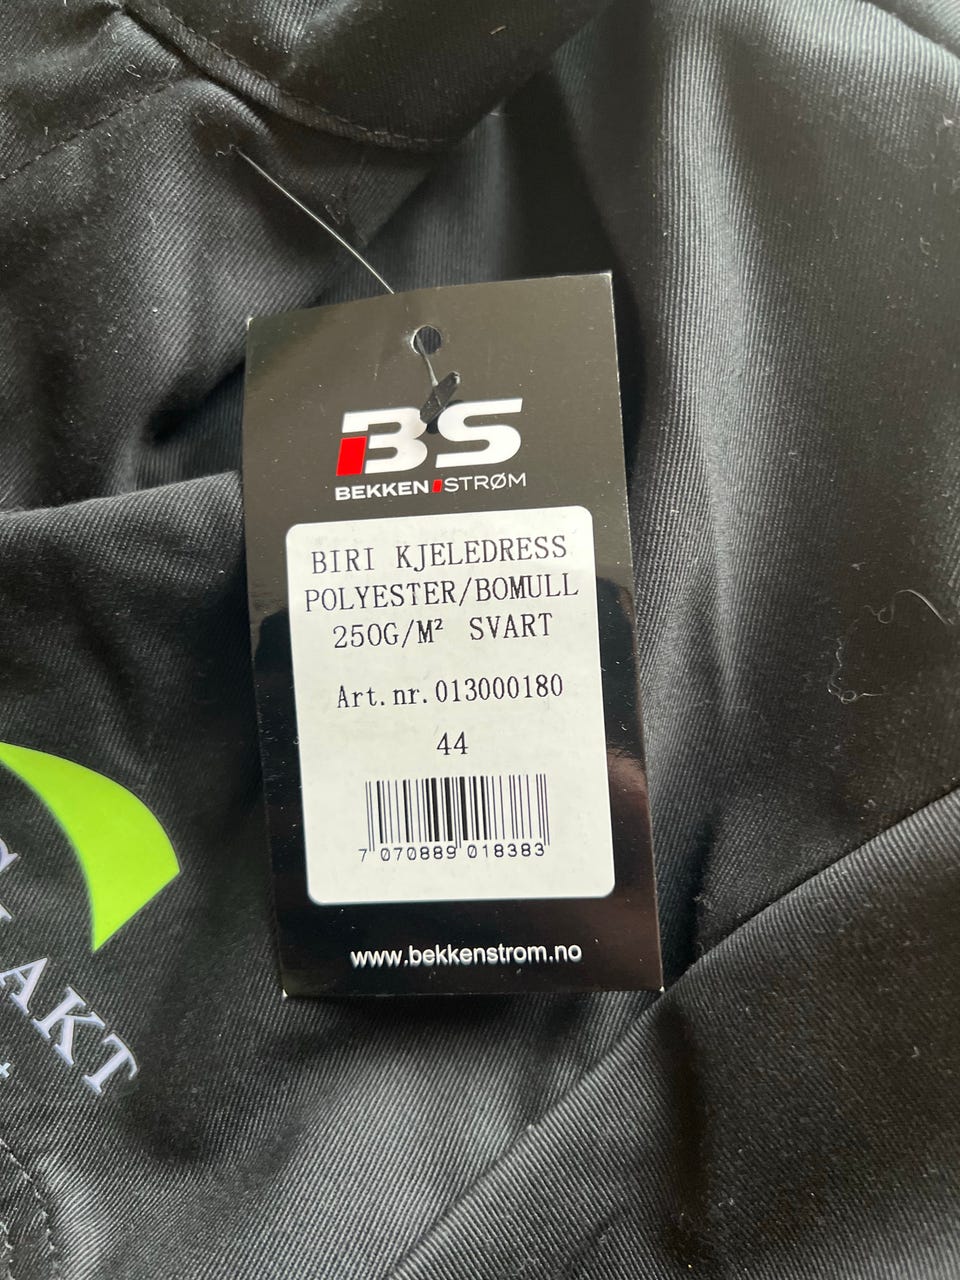 BS
BEKKEN STRØM
BIRI KJELEDRESS
POLYESTER/BOMULL
250G/M² SVART
Art.nr.013000180
44
7 070889 018383
www.bekkenstrom.no
AKT